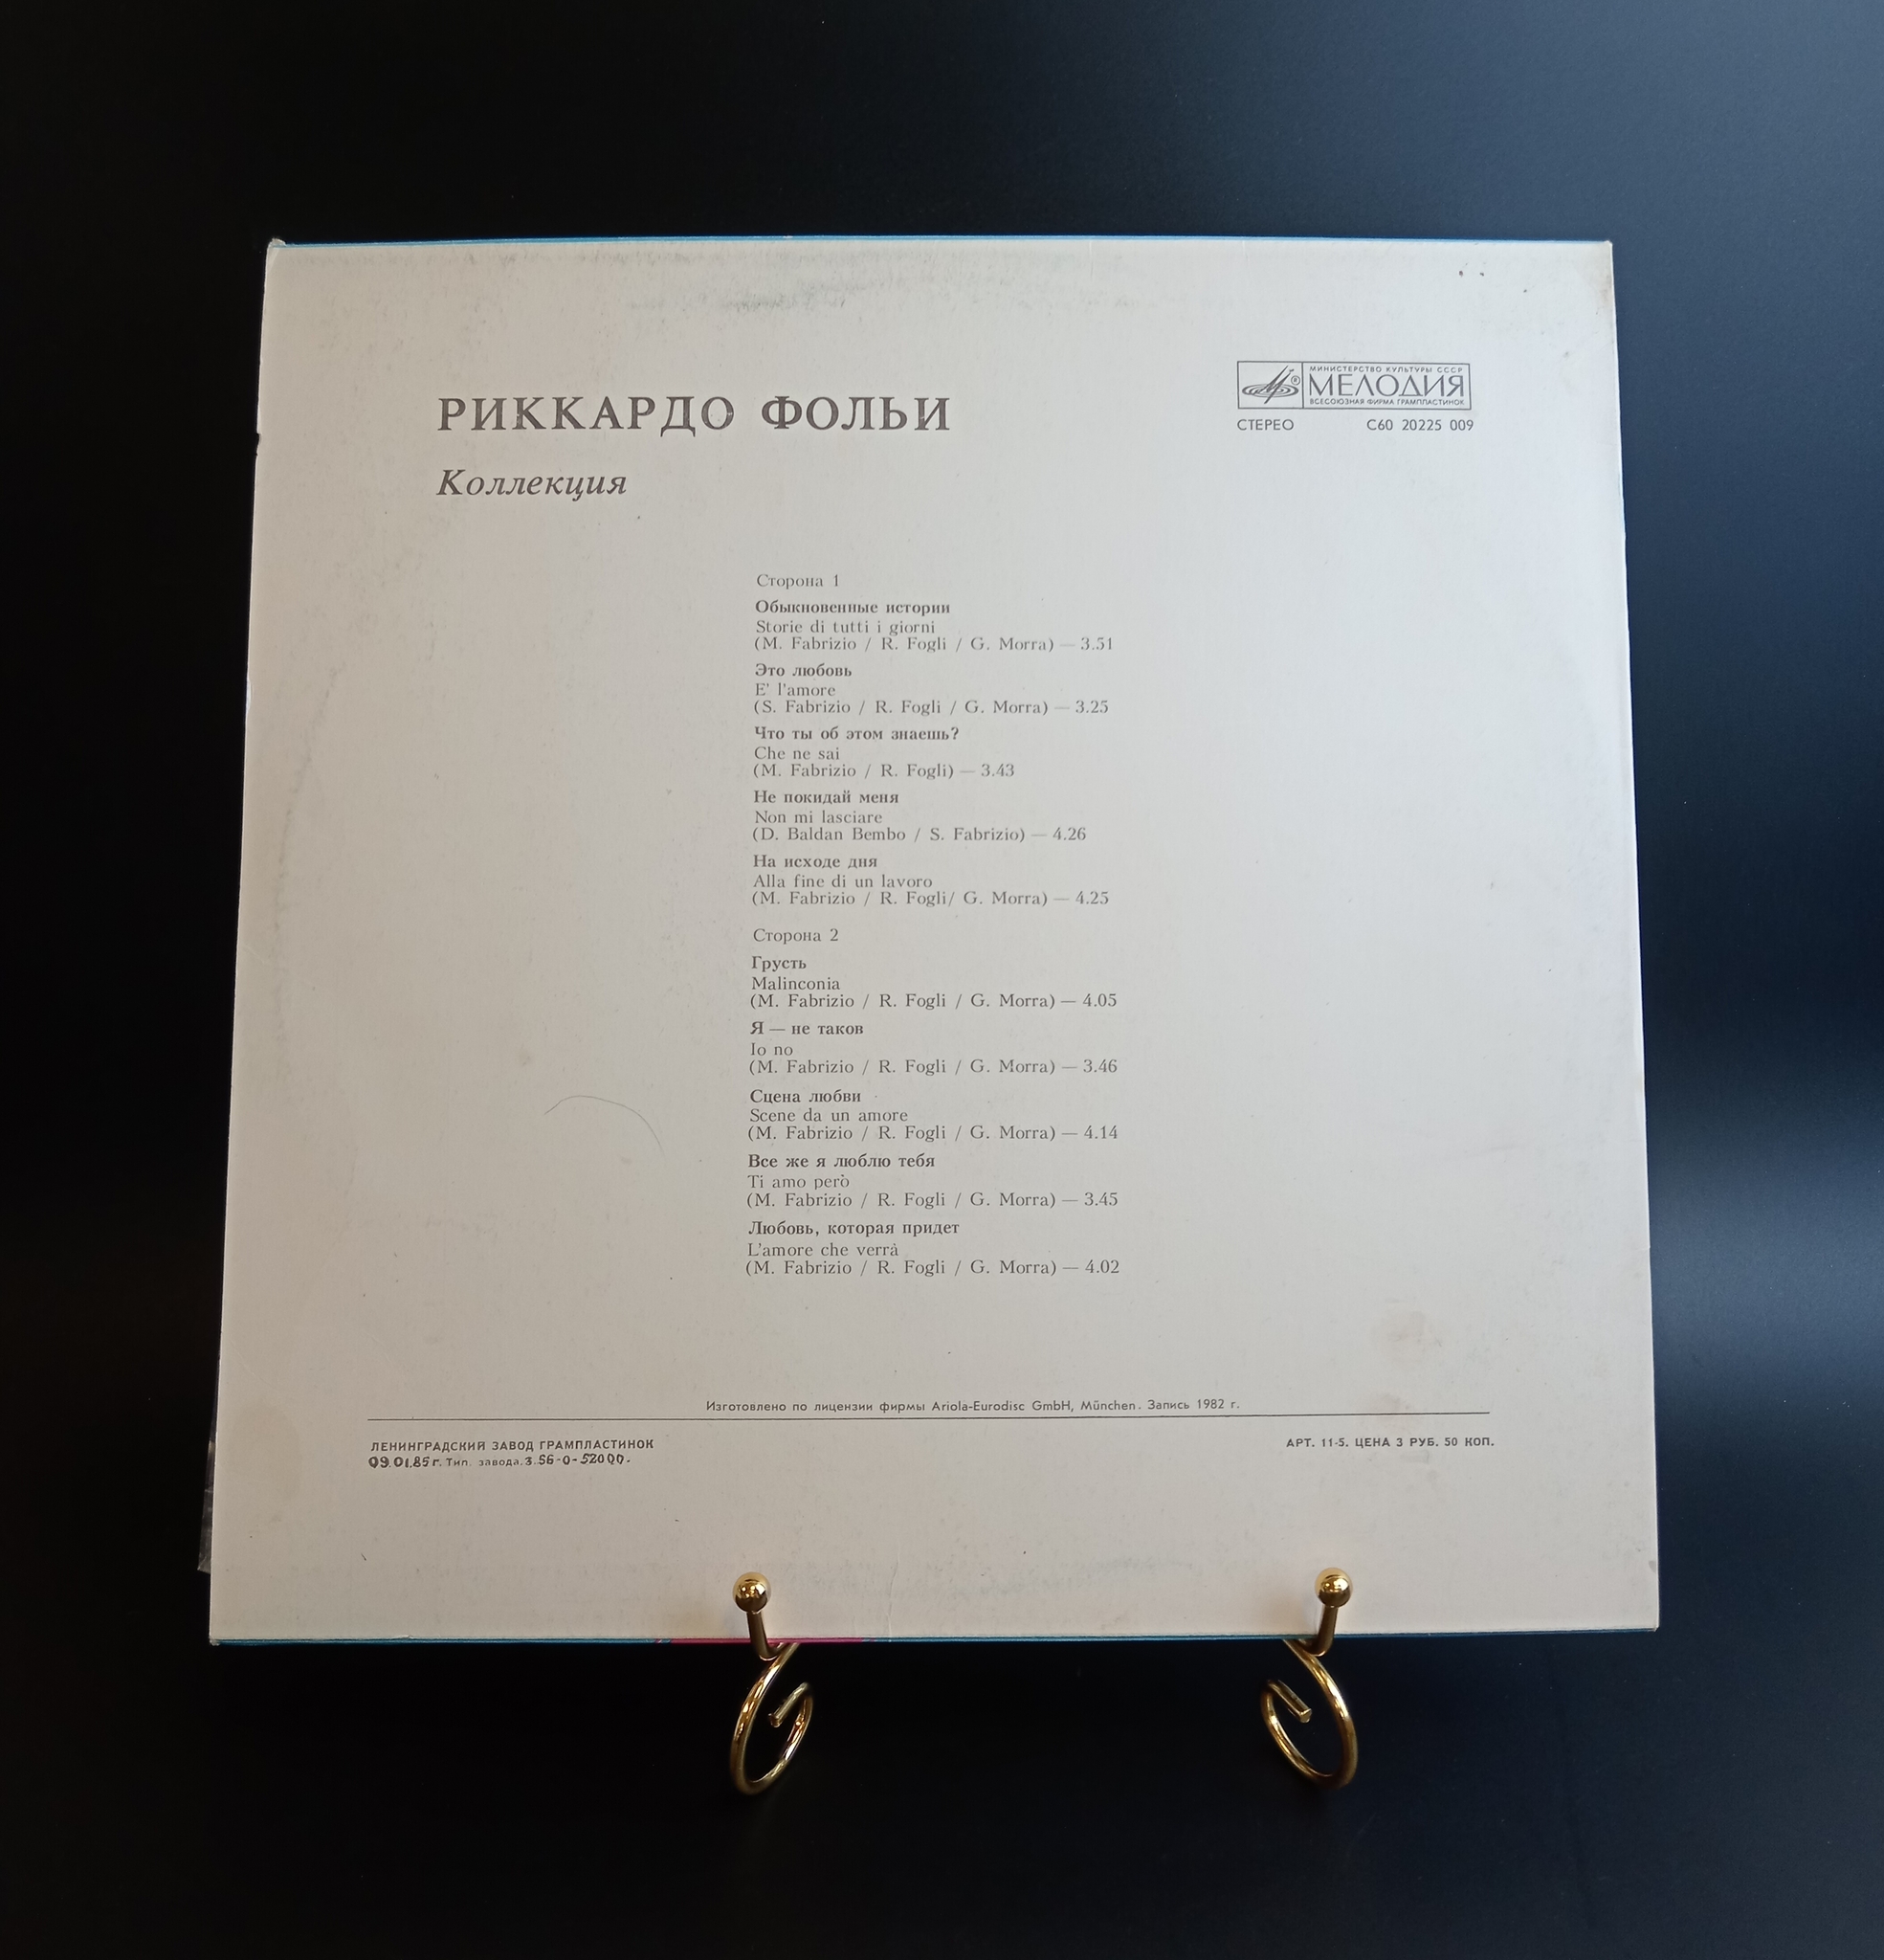 РИККАРДО ФОЛЬИ
Коллекция
МИНИСТЕРСТВО КУЛЬТУРЫ СССР
МЕЛОДИЯ
ВСЕСОЮЗНАЯ ФИРМА ГРАМПЛАСТИНОК
СТЕРЕО С60 20225 009
Сторона 1
Обыкновенные истории
Storie di tutti i giorni
(M. Fabrizio / R. Fogli / G. Morra) — 3.51
Это любовь
E' l'amore
(S. Fabrizio / R. Fogli / G. Morra) — 3.25
Что ты об этом знаешь?
Che ne sai
(M. Fabrizio / R. Fogli) — 3.43
Не покидай меня
Non mi lasciare
(D. Baldan Bembo / S. Fabrizio) — 4.26
На исходе дня
Alla fine di un lavoro
(M. Fabrizio / R. Fogli/ G. Morra) — 4.25
Сторона 2
Грусть
Malinconia
(M. Fabrizio / R. Fogli / G. Morra) — 4.05
Я — не таков
Io no
(M. Fabrizio / R. Fogli / G. Morra) — 3.46
Сцена любви
Scene da un amore
(M. Fabrizio / R. Fogli / G. Morra) — 4.14
Все же я люблю тебя
Ti amo però
(M. Fabrizio / R. Fogli / G. Morra) — 3.45
Любовь, которая придет
L'amore che verrà
(M. Fabrizio / R. Fogli / G. Morra) — 4.02
Изготовлено по лицензии фирмы Ariola-Eurodisc GmbH, München. Запись 1982 г.
ЛЕНИНГРАДСКИЙ ЗАВОД ГРАМПЛАСТИНОК
09.01.85г. Тип. завода.З.56-0-52000.
АРТ. 11-5. ЦЕНА 3 РУБ. 50 КОП.